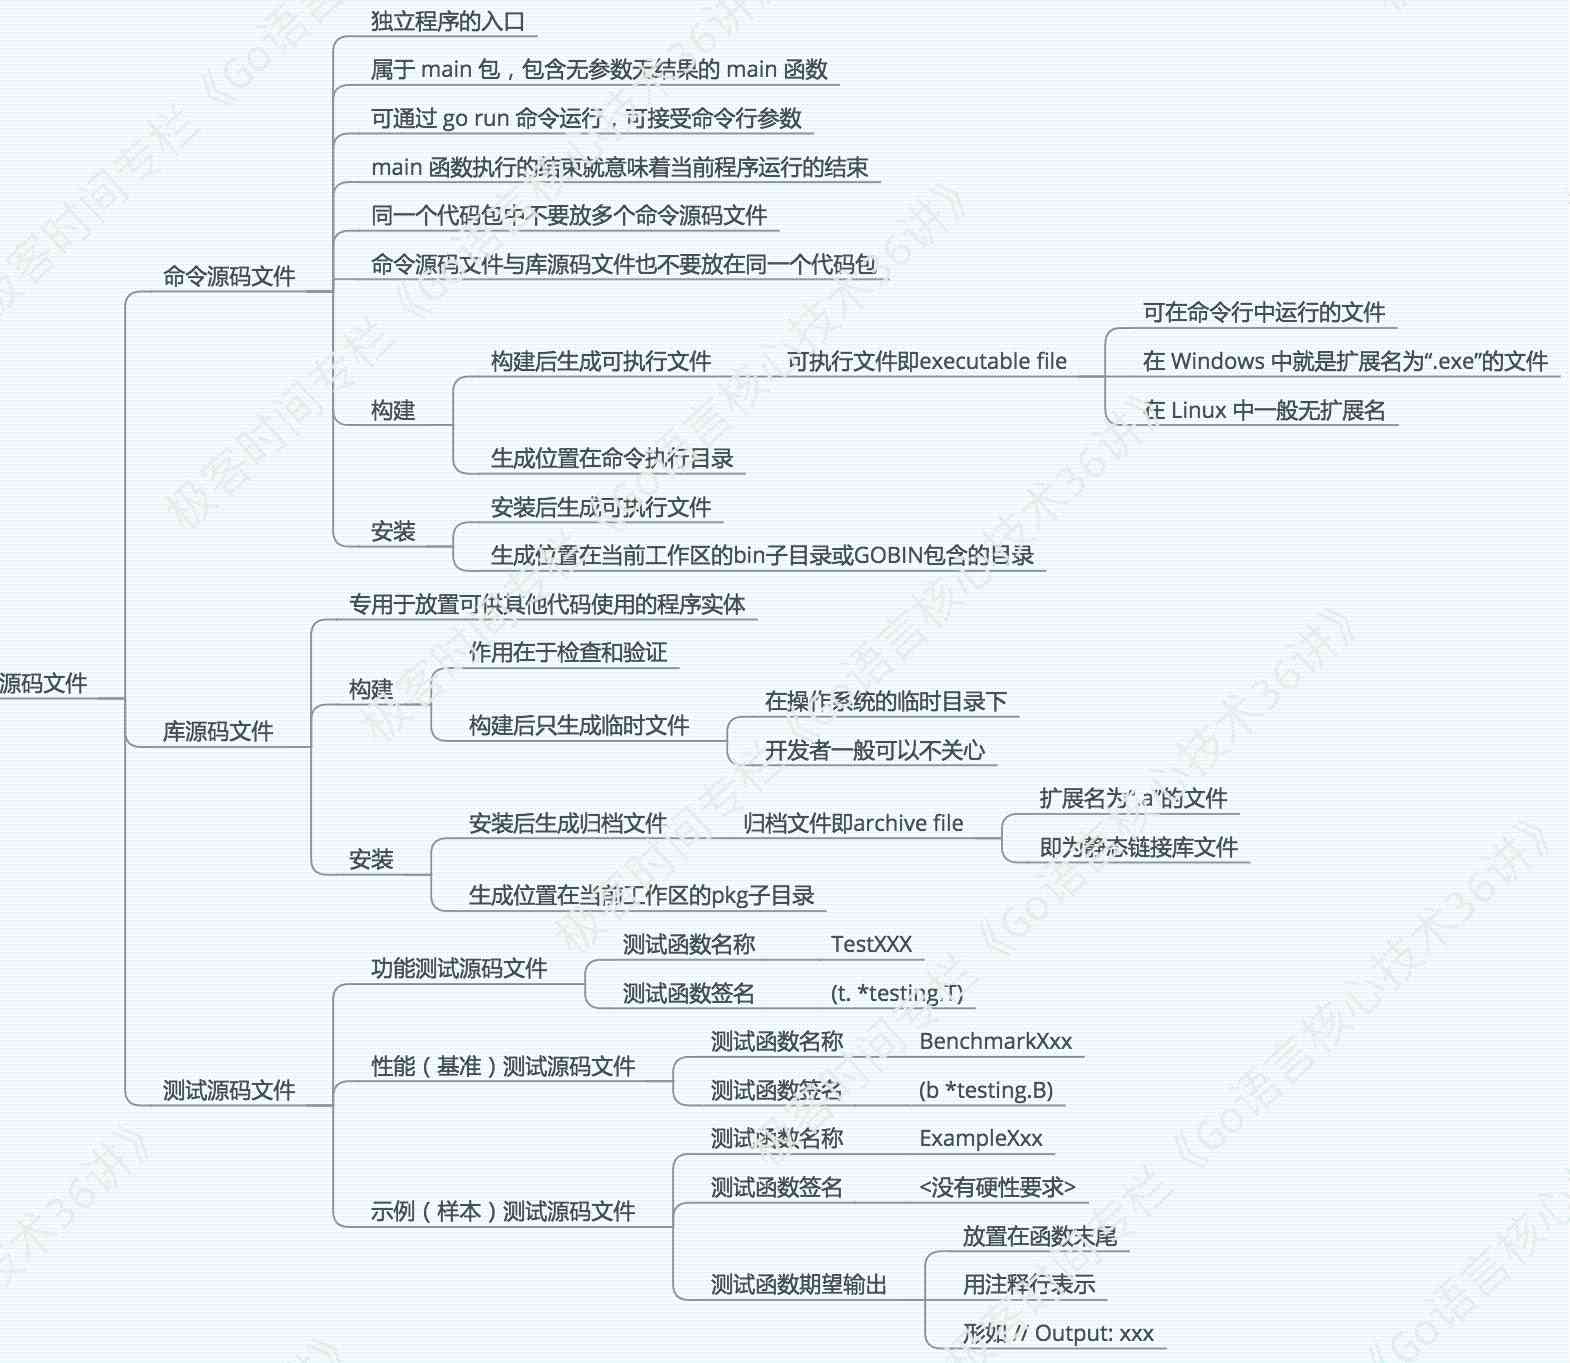 独立程序的入口
属于 main 包，包含无参数无结果的 main 函数
可通过 go run 命令运行，可接受命令行参数
main 函数执行的结束就意味着当前程序运行的结束
同一个代码包中不要放多个命令源码文件
命令源码文件与库源码文件也不要放在同一个代码包
命令源码文件
可在命令行中运行的文件
构建后生成可执行文件 可执行文件即executable file 在 Windows 中就是扩展名为“.exe”的文件
构建 在 Linux 中一般无扩展名
生成位置在命令执行目录
安装后生成可执行文件
安装
生成位置在当前工作区的bin子目录或GOBIN包含的目录
专用于放置可供其他代码使用的程序实体
作用在于检查和验证
源码文件 构建
在操作系统的临时目录下
库源码文件 构建后只生成临时文件
开发者一般可以不关心
扩展名为“.a”的文件
安装后生成归档文件 归档文件即archive file
即为静态链接库文件
安装
生成位置在当前工作区的pkg子目录
测试函数名称 TestXXX
功能测试源码文件
测试函数签名 (t. *testing.T)
测试函数名称 BenchmarkXxx
性能（基准）测试源码文件
测试源码文件 测试函数签名 (b *testing.B)
测试函数名称 ExampleXxx
测试函数签名 <没有硬性要求>
示例（样本）测试源码文件
放置在函数末尾
测试函数期望输出 用注释行表示
形如 // Output: xxx
极客时间专栏《Go语言核心技术36讲》